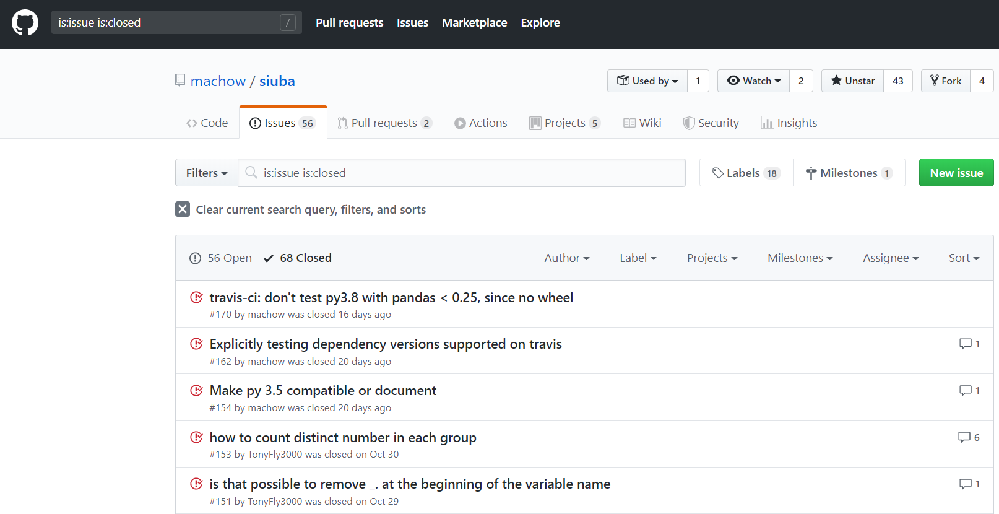 is:issue is:closed / Pull requests Issues Marketplace Explore
machow / siuba Used by 1 Watch 2 Unstar 43 Fork 4
Code Issues 56 Pull requests 2 Actions Projects 5 Wiki Security Insights
Filters is:issue is:closed Labels 18 Milestones 1 New issue
Clear current search query, filters, and sorts
56 Open 68 Closed Author Label Projects Milestones Assignee Sort
travis-ci: don't test py3.8 with pandas < 0.25, since no wheel
#170 by machow was closed 16 days ago
Explicitly testing dependency versions supported on travis 1
#162 by machow was closed 20 days ago
Make py 3.5 compatible or document 1
#154 by machow was closed 20 days ago
how to count distinct number in each group 6
#153 by TonyFly3000 was closed on Oct 30
is that possible to remove _. at the beginning of the variable name 1
#151 by TonyFly3000 was closed on Oct 29